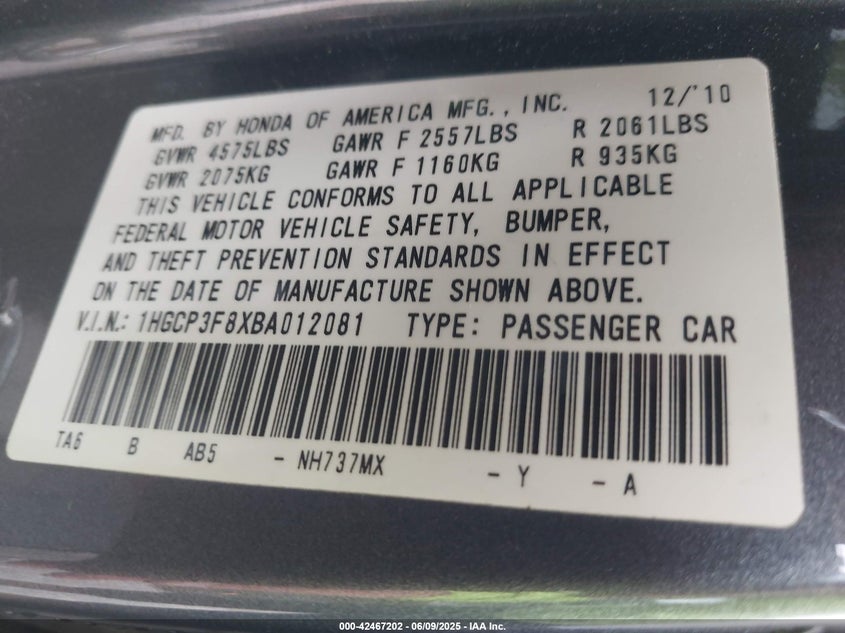 MFD. BY HONDA OF AMERICA MFG., INC. 12/'10
GVWR 4575LBS GAWR F 2557LBS R 2061LBS
GVWR 2075KG GAWR F 1160KG R 935KG
THIS VEHICLE CONFORMS TO ALL APPLICABLE
FEDERAL MOTOR VEHICLE SAFETY, BUMPER,
AND THEFT PREVENTION STANDARDS IN EFFECT
ON THE DATE OF MANUFACTURE SHOWN ABOVE.
V.I.N.: 1HGCP3F8XBA012081 TYPE: PASSENGER CAR
TA6 B AB5 - NH737MX - Y - A
000-42467202 - 06/09/2025 - IAA Inc.